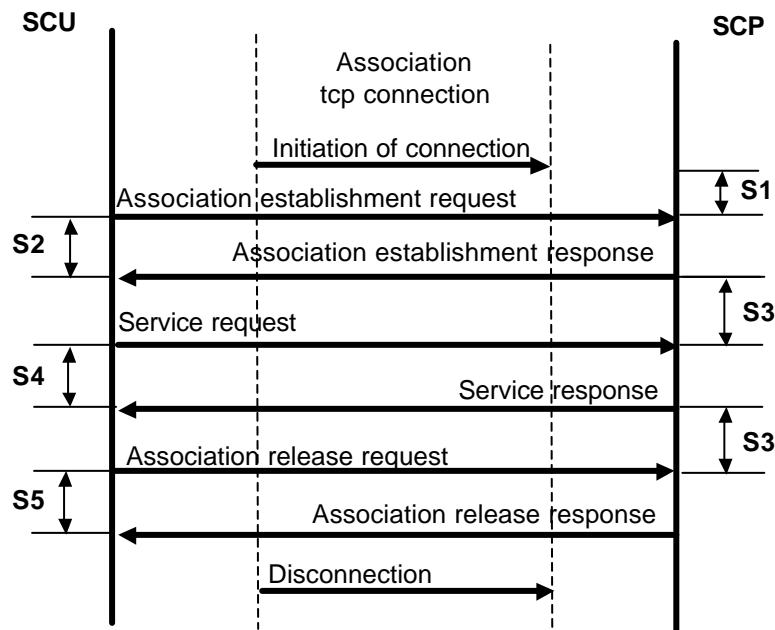 SCU
SCP
Association
tcp connection
Initiation of connection
S1
Association establishment request
S2
Association establishment response
S3
Service request
S4
Service response
S3
Association release request
S5
Association release response
Disconnection